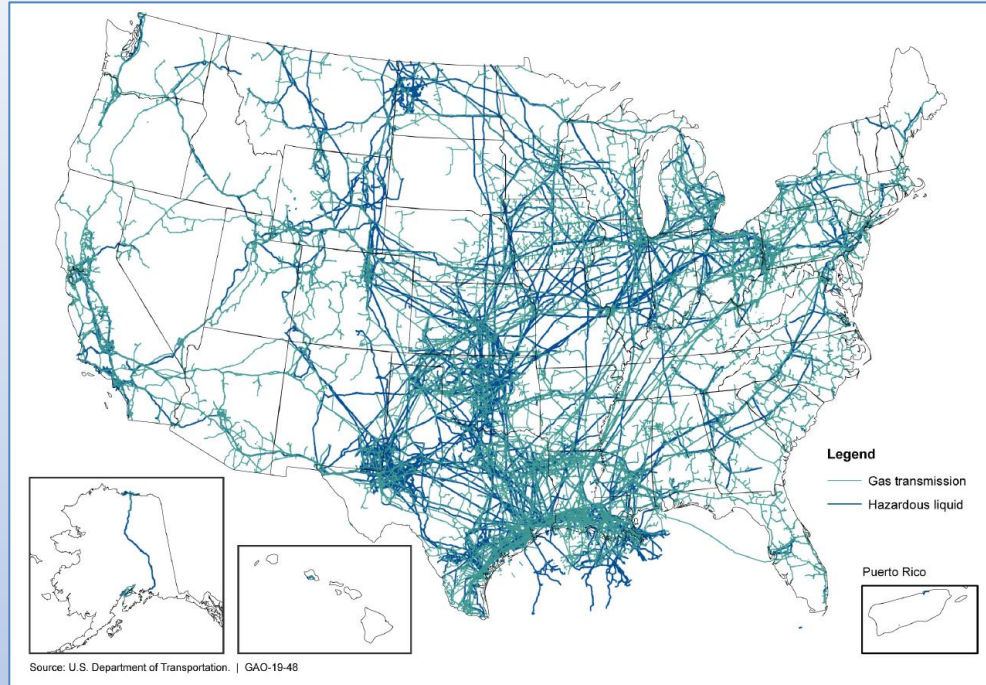 Legend
Gas transmission
Hazardous liquid
Puerto Rico
Source: U.S. Department of Transportation. | GAO-19-48